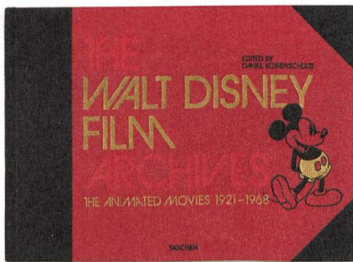 THE
EDITED BY
DANIEL KOTHENSCHULTE
WALT DISNEY
FILM
ARCHIVES
THE ANIMATED MOVIES 1921–1968
TASCHEN